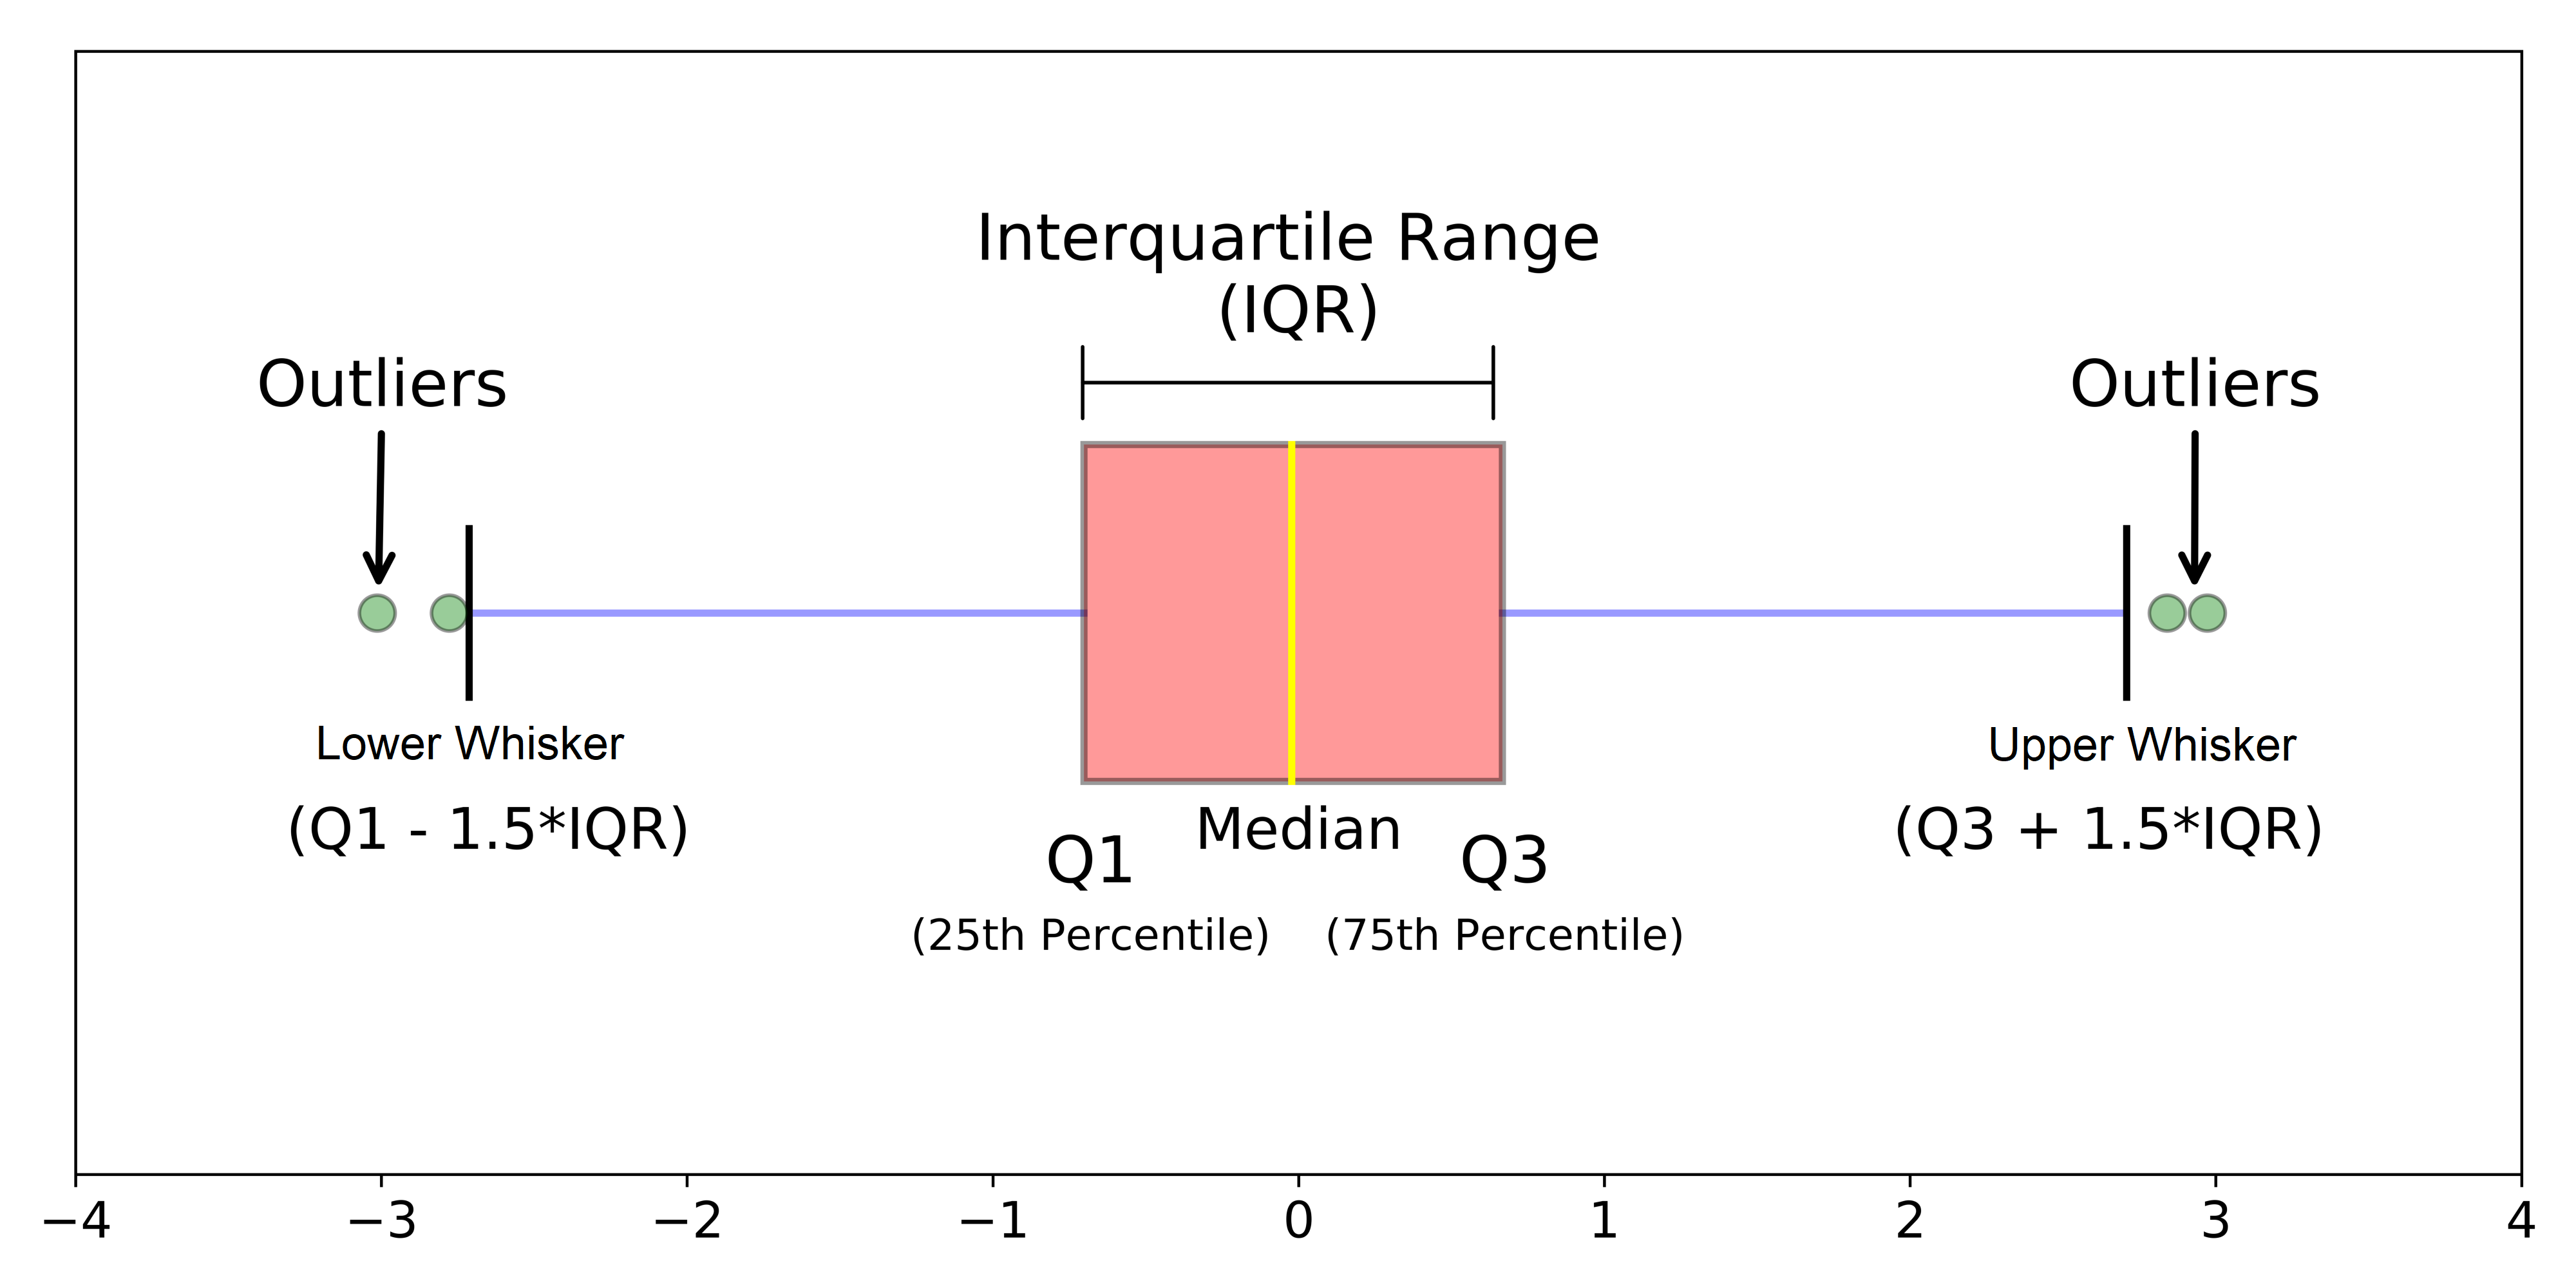 Interquartile Range
(IQR)
Outliers
Outliers
Lower Whisker
Upper Whisker
(Q1 - 1.5*IQR)
Median
(Q3 + 1.5*IQR)
Q1
Q3
(25th Percentile)
(75th Percentile)
−4 −3 −2 −1 0 1 2 3 4